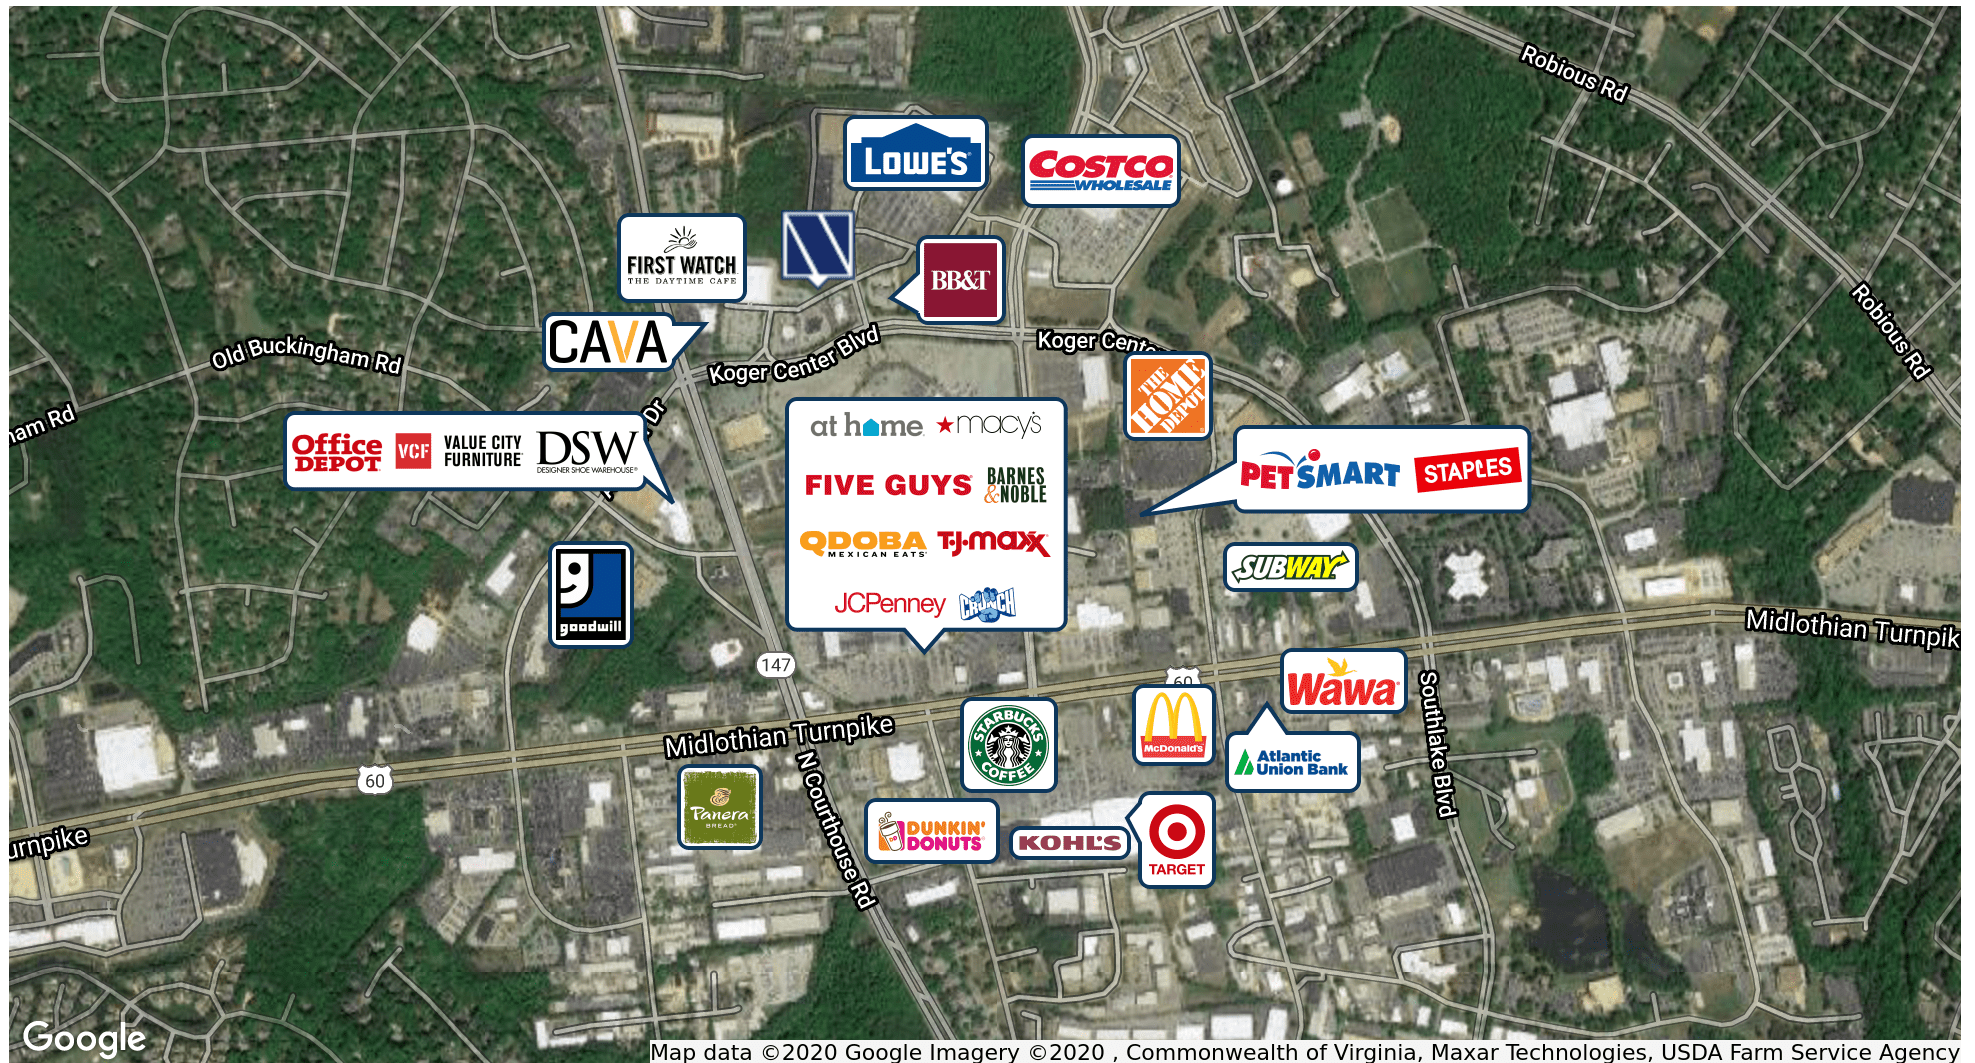 Robious Rd
LOWE'S
COSTCO
WHOLESALE
FIRST WATCH
THE DAYTIME CAFE
N
BB&T
Robious Rd
CAVA
Old Buckingham Rd
Koger Center Blvd
Koger Cente
THE
HOME
DEPOT
ham Rd
Dr
Office
DEPOT
VCF
VALUE CITY
FURNITURE
DSW
DESIGNER SHOE WAREHOUSE
at home
macy's
FIVE GUYS
BARNES
&NOBLE
QDOBA
MEXICAN EATS
T·J·maxx
JCPenney
CRUNCH
PETSMART
STAPLES
SUBWAY
goodwill
147
60
Midlothian Turnpik
Wawa
Southlake Blvd
STARBUCKS
COFFEE
McDonald's
Atlantic
Union Bank
Midlothian Turnpike
60
N Courthouse Rd
Panera
BREAD
DUNKIN'
DONUTS
KOHL'S
TARGET
urnpike
Google
Map data ©2020 Google Imagery ©2020 , Commonwealth of Virginia, Maxar Technologies, USDA Farm Service Agency